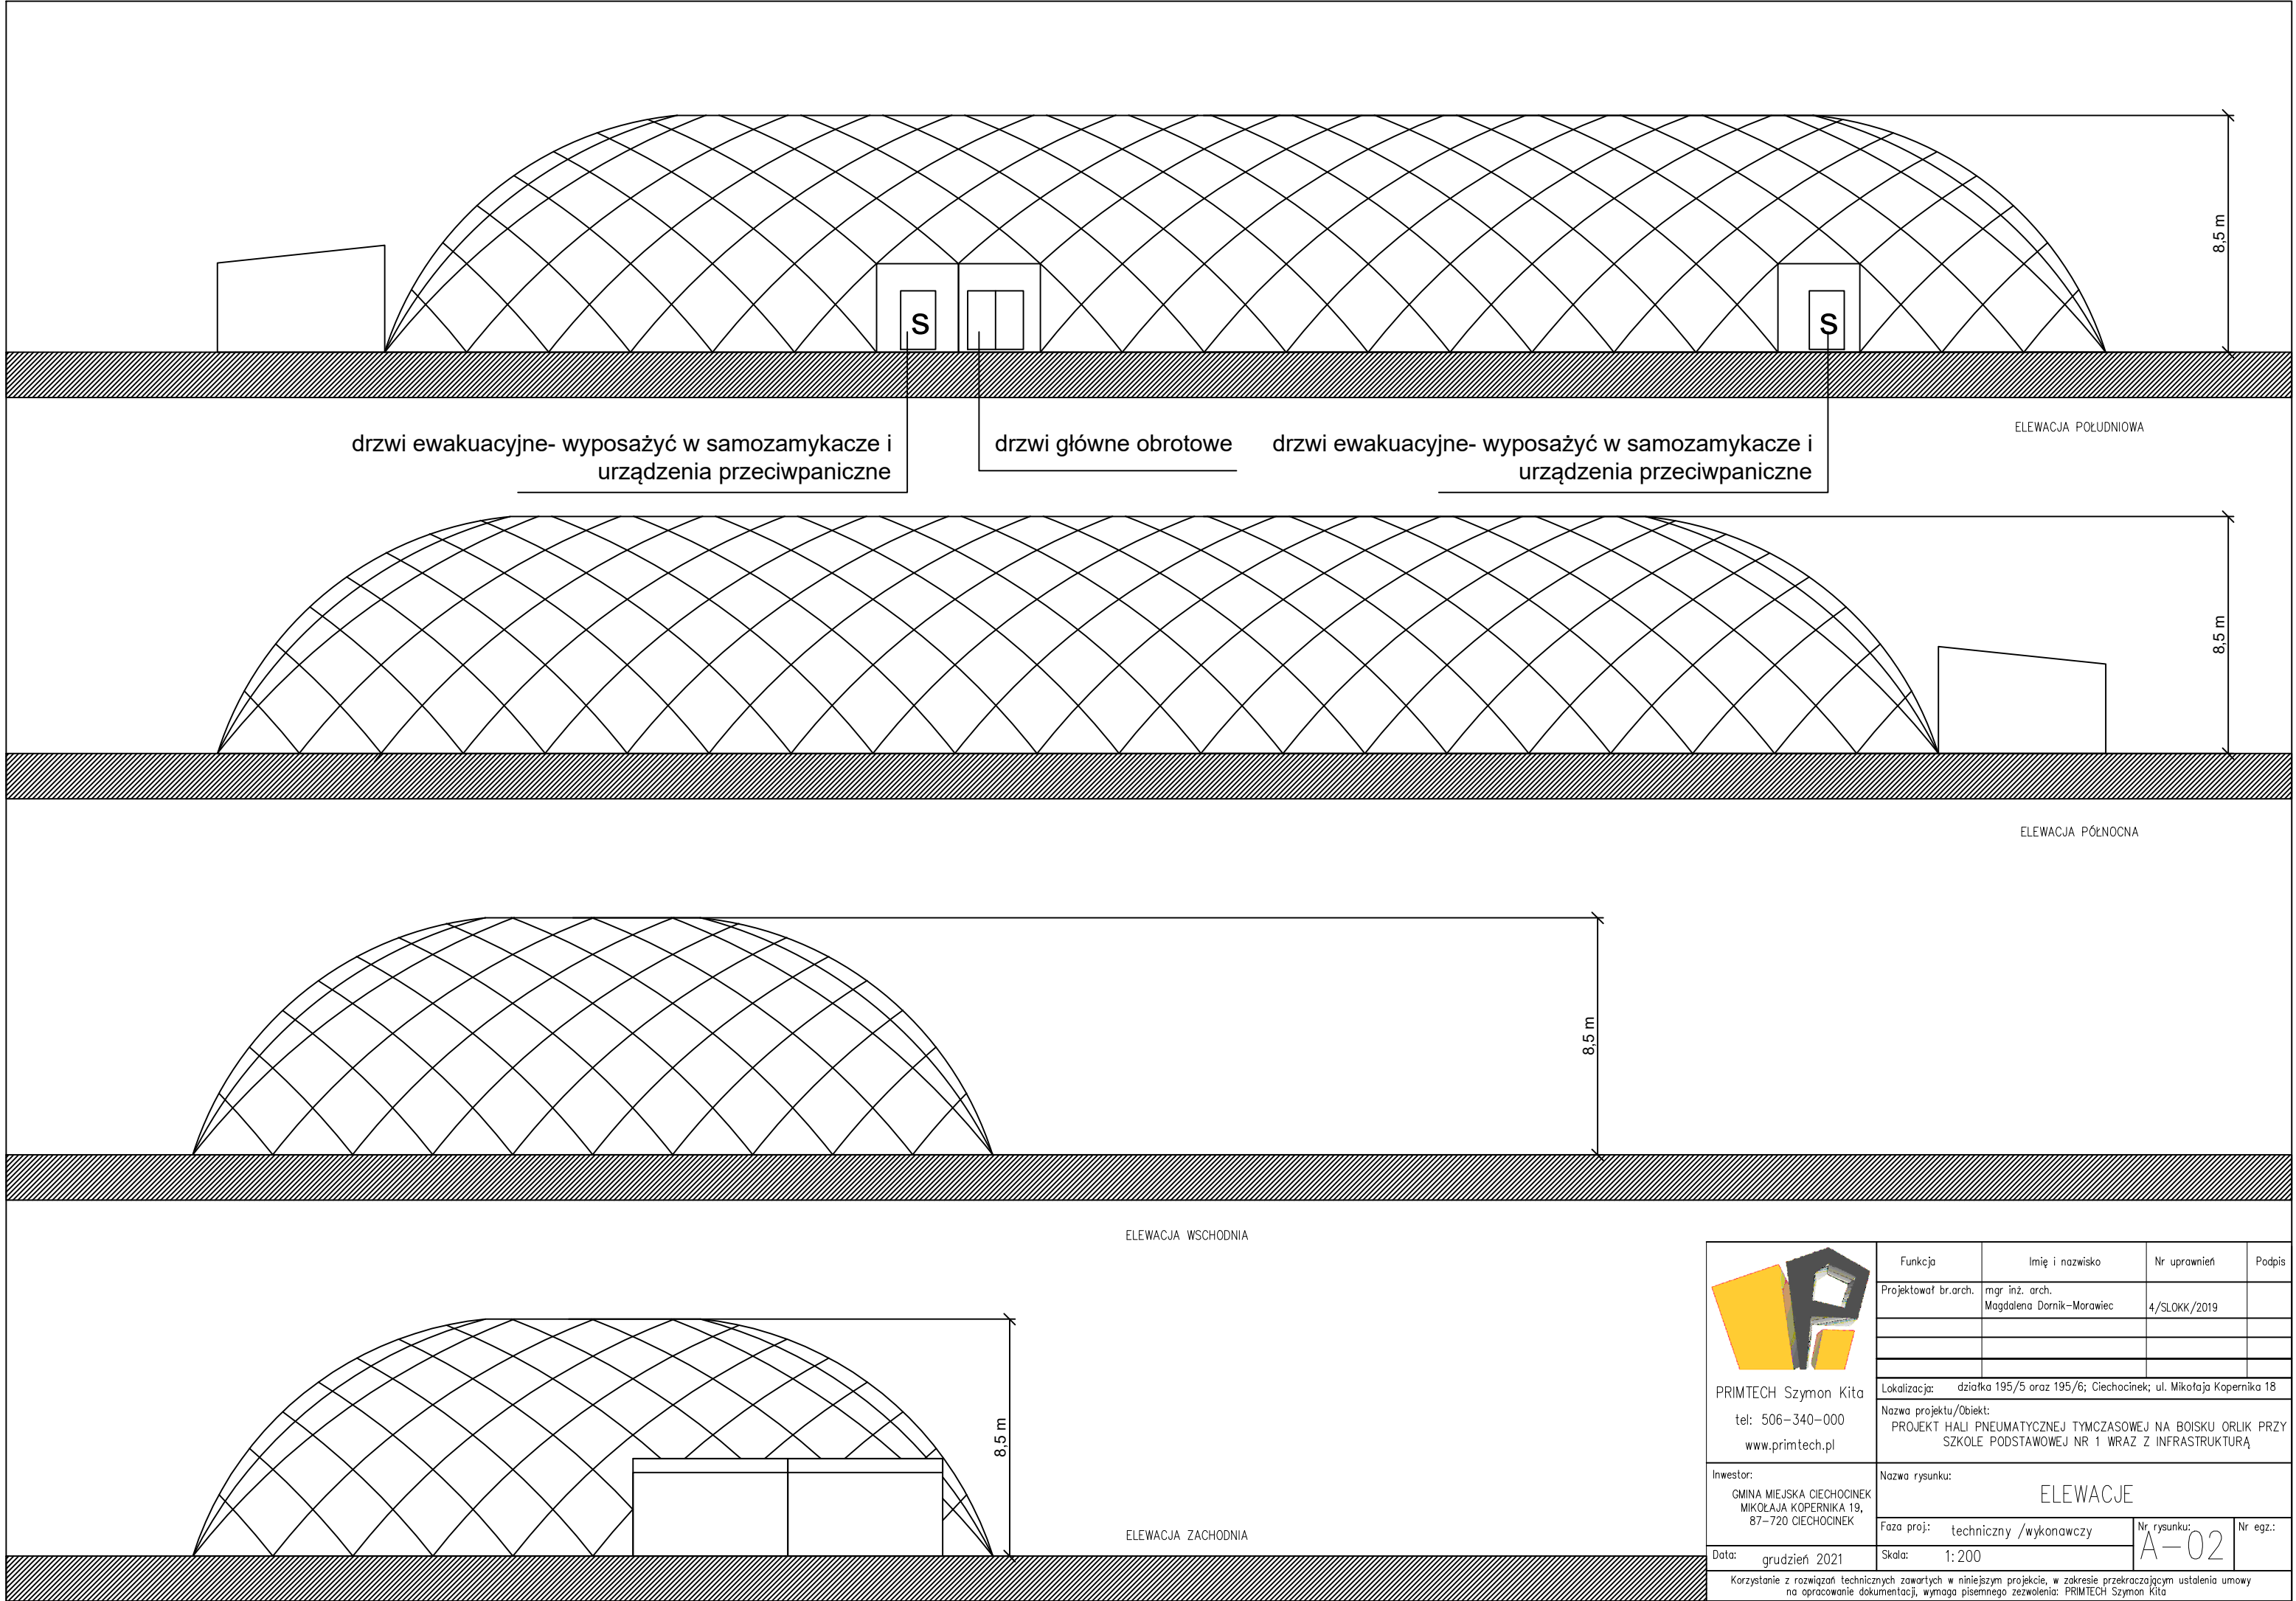 8,5 m
S
S
ELEWACJA POŁUDNIOWA
drzwi ewakuacyjne- wyposażyć w samozamykacze i
urządzenia przeciwpaniczne
drzwi główne obrotowe
drzwi ewakuacyjne- wyposażyć w samozamykacze i
urządzenia przeciwpaniczne
8,5 m
ELEWACJA PÓŁNOCNA
8,5 m
ELEWACJA WSCHODNIA
8,5 m
ELEWACJA ZACHODNIA
PRIMTECH Szymon Kita
tel: 506-340-000
www.primtech.pl
Funkcja
Imię i nazwisko
Nr uprawnień
Podpis
Projektował br.arch.
mgr inż. arch.
Magdalena Dornik-Morawiec
4/SLOKK/2019
Lokalizacja: działka 195/5 oraz 195/6; Ciechocinek; ul. Mikołaja Kopernika 18
Nazwa projektu/Obiekt:
PROJEKT HALI PNEUMATYCZNEJ TYMCZASOWEJ NA BOISKU ORLIK PRZY
SZKOLE PODSTAWOWEJ NR 1 WRAZ Z INFRASTRUKTURĄ
Inwestor:
GMINA MIEJSKA CIECHOCINEK
MIKOŁAJA KOPERNIKA 19,
87-720 CIECHOCINEK
Nazwa rysunku:
ELEWACJE
Faza proj.: techniczny /wykonawczy
Nr rysunku:
A-02
Nr egz.:
Data: grudzień 2021
Skala: 1:200
Korzystanie z rozwiązań technicznych zawartych w niniejszym projekcie, w zakresie przekraczającym ustalenia umowy
na opracowanie dokumentacji, wymaga pisemnego zezwolenia: PRIMTECH Szymon Kita